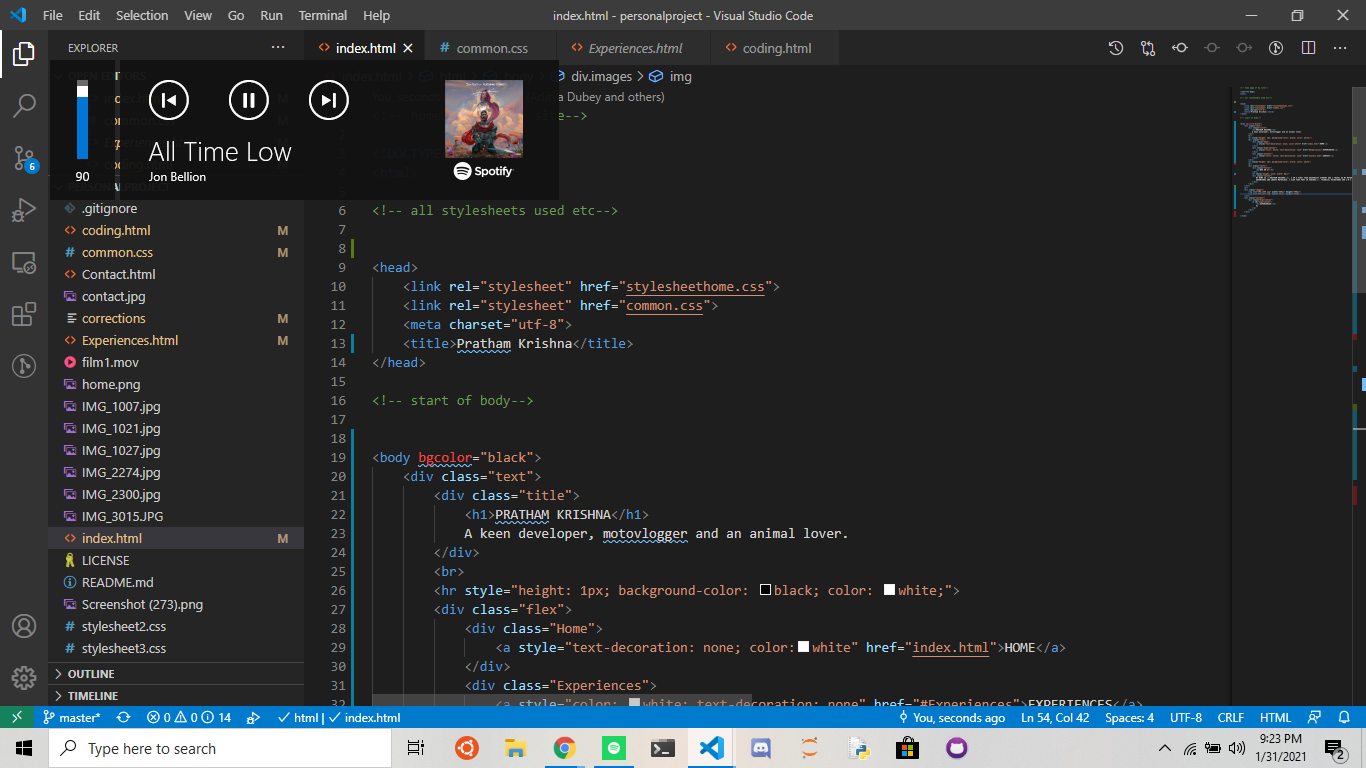 File Edit Selection View Go Run Terminal Help
index.html - personalproject - Visual Studio Code
EXPLORER
index.html
common.css
Experiences.html
coding.html
div.images > img
a Dubey and others)
90
All Time Low
Jon Bellion
Spotify
.gitignore
coding.html M
common.css M
Contact.html
contact.jpg
corrections M
Experiences.html M
film1.mov
home.png
IMG_1007.jpg
IMG_1021.jpg
IMG_1027.jpg
IMG_2274.jpg
IMG_2300.jpg
IMG_3015.JPG
index.html M
LICENSE
README.md
Screenshot (273).png
stylesheet2.css
stylesheet3.css
OUTLINE
TIMELINE
6
6 <!-- all stylesheets used etc-->
7
8
9 <head>
10 <link rel="stylesheet" href="stylesheethome.css">
11 <link rel="stylesheet" href="common.css">
12 <meta charset="utf-8">
13 <title>Pratham Krishna</title>
14 </head>
15
16 <!-- start of body-->
17
18
19 <body bgcolor="black">
20 <div class="text">
21 <div class="title">
22 <h1>PRATHAM KRISHNA</h1>
23 A keen developer, motovlogger and an animal lover.
24 </div>
25 <br>
26 <hr style="height: 1px; background-color: black; color: white;">
27 <div class="flex">
28 <div class="Home">
29 <a style="text-decoration: none; color: white" href="index.html">HOME</a>
30 </div>
31 <div class="Experiences">
32 <a style="color: white; text-decoration: none" href="#Experiences">EXPERIENCES</a>
master* 0 0 14 html | index.html
You, seconds ago Ln 54, Col 42 Spaces: 4 UTF-8 CRLF HTML
Type here to search
9:23 PM
1/31/2021
2